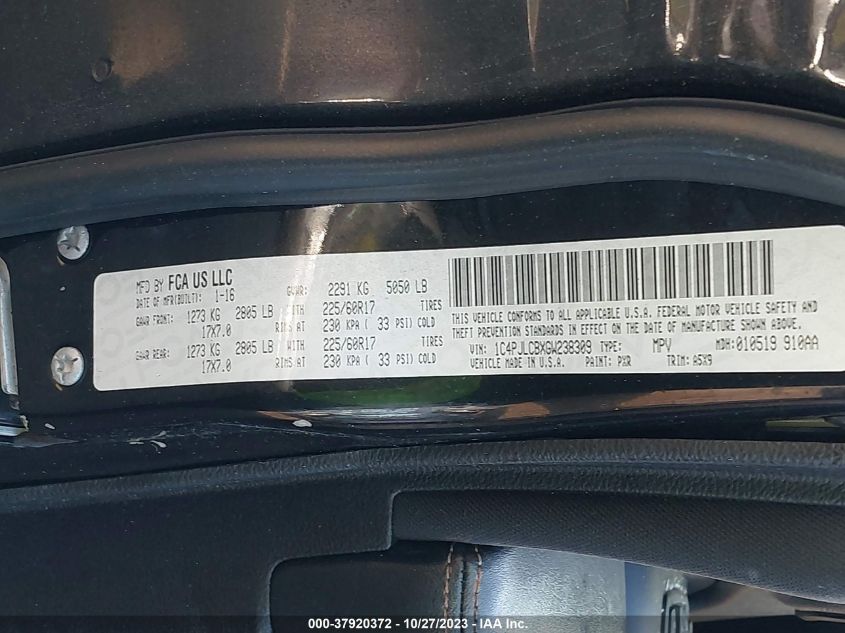 MFD BY FCA US LLC
DATE OF MFR(BUILT): 1-16
GVWR: 2291 KG 5050 LB
GAWR FRONT: 1273 KG 2805 LB WITH 225/60R17 TIRES
17X7.0 RIMS AT 230 KPA ( 33 PSI) COLD
GAWR REAR: 1273 KG 2805 LB WITH 225/60R17 TIRES
17X7.0 RIMS AT 230 KPA ( 33 PSI) COLD
THIS VEHICLE CONFORMS TO ALL APPLICABLE U.S.A. FEDERAL MOTOR VEHICLE SAFETY AND
THEFT PREVENTION STANDARDS IN EFFECT ON THE DATE OF MANUFACTURE SHOWN ABOVE.
VIN: 1C4PJLCBXGW238309 TYPE: MPV MDH: 010519 910AA
VEHICLE MADE IN U.S.A. PAINT: PXR TRIM: A5X9
000-37920372 - 10/27/2023 - IAA Inc.